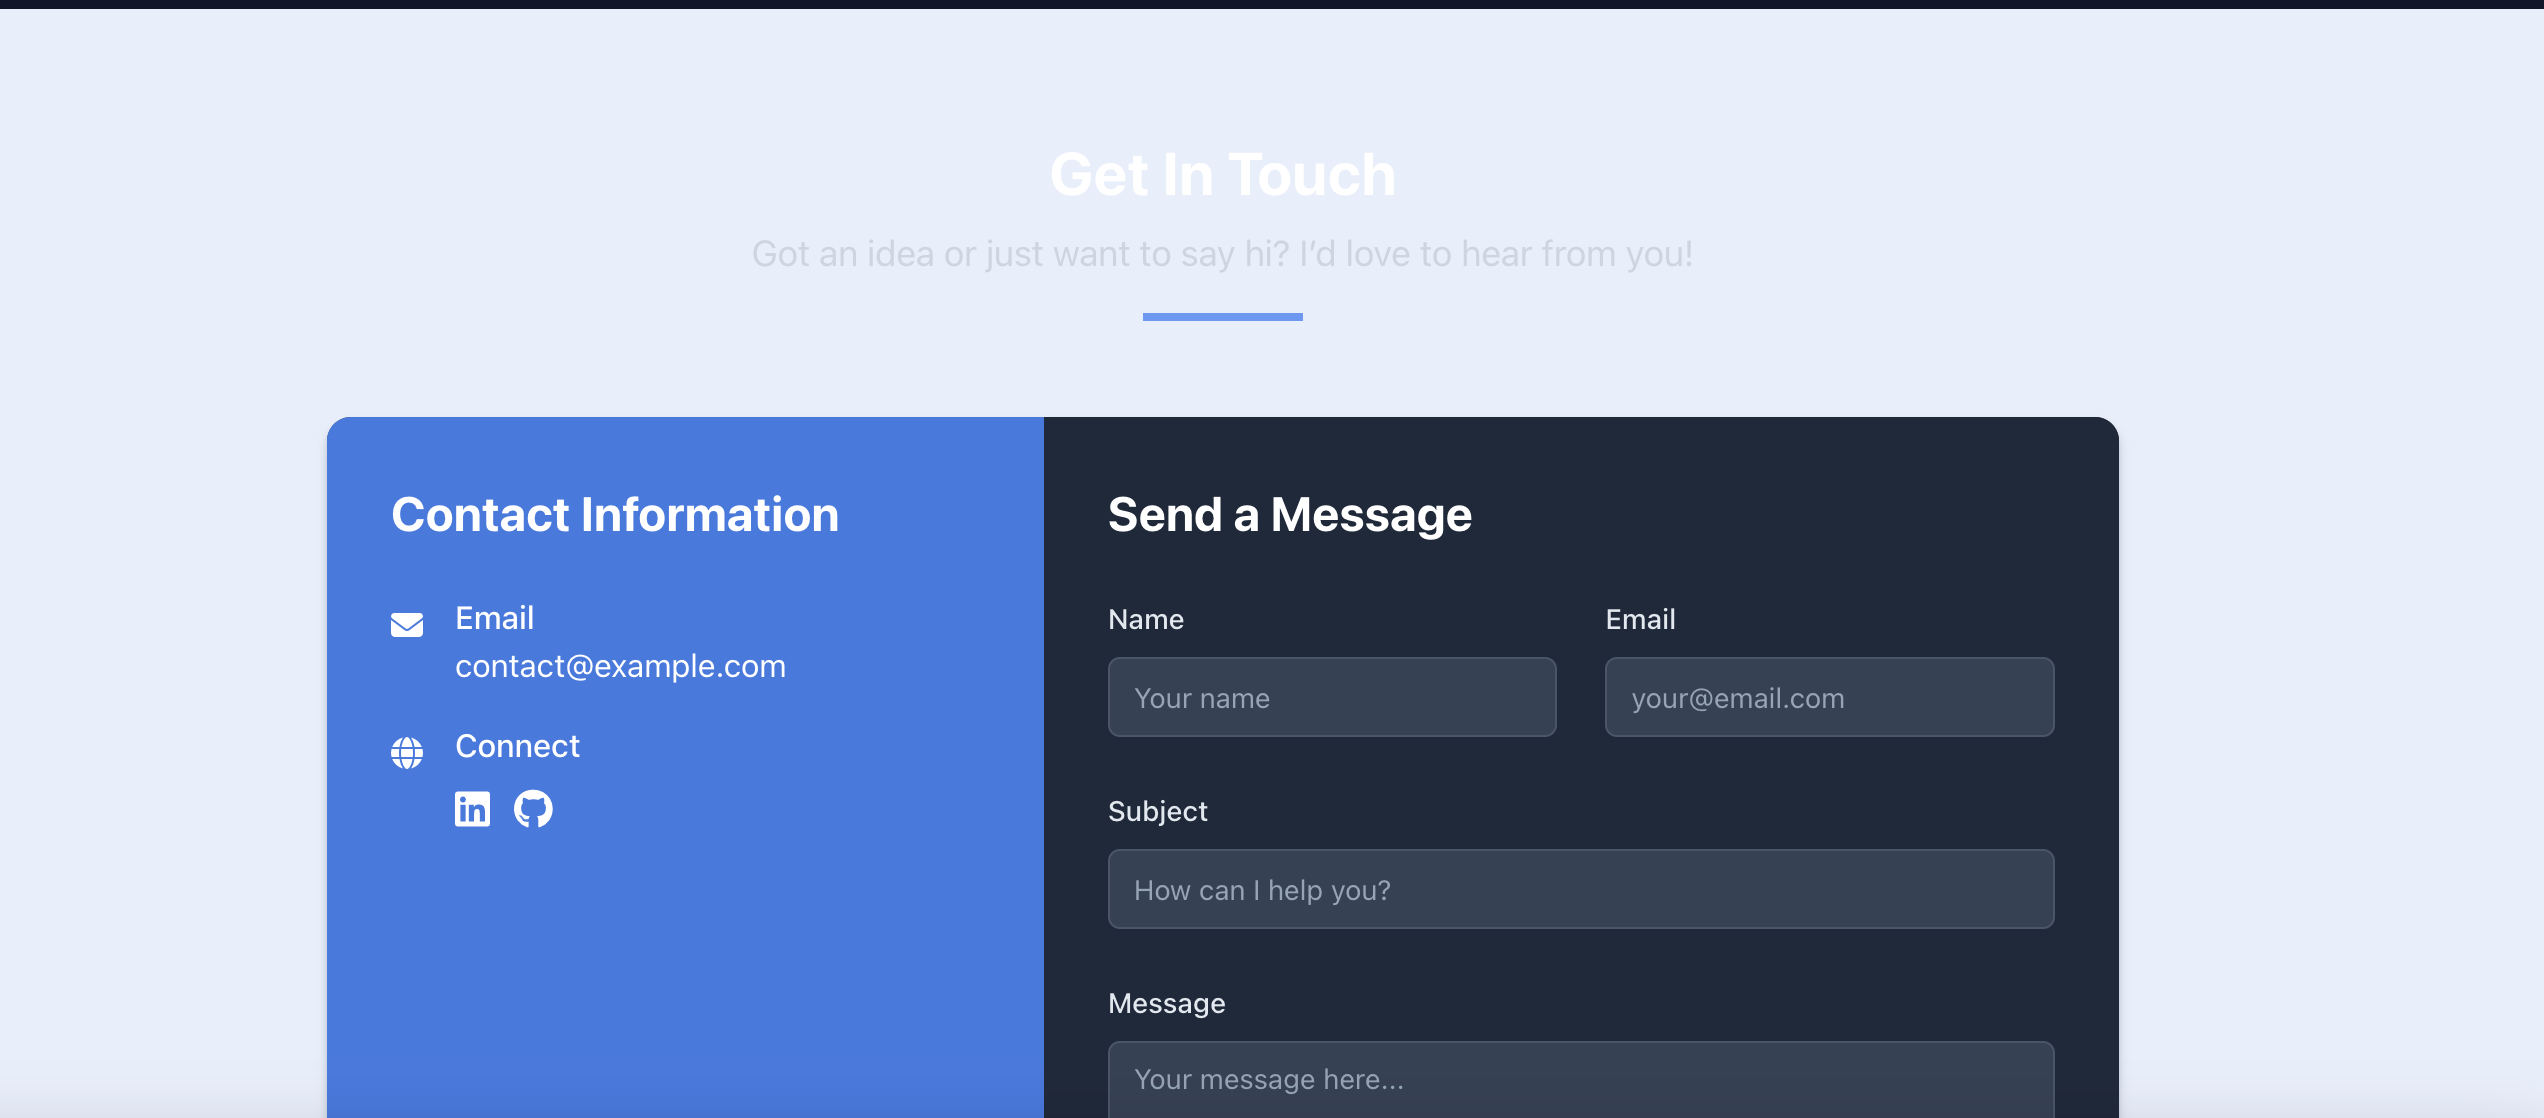 Get In Touch
Got an idea or just want to say hi? I’d love to hear from you!
Contact Information
Email
contact@example.com
Connect
in
Send a Message
Name
Your name
Email
your@email.com
Subject
How can I help you?
Message
Your message here...